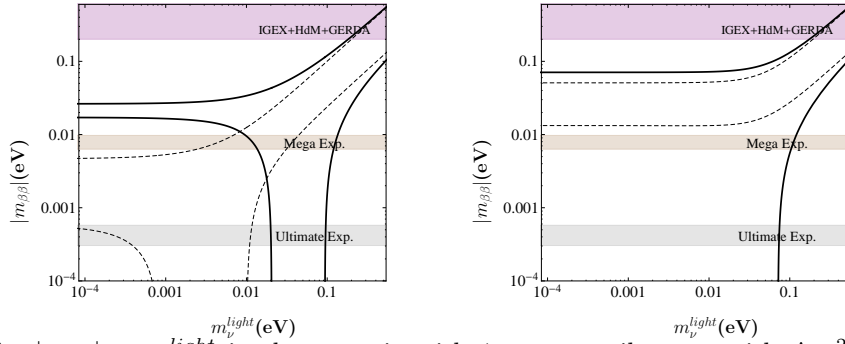 IGEX+HdM+GERDA
Mega Exp.
Ultimate Exp.
|m_ββ|(eV)
0.1
0.01
0.001
10⁻⁴
10⁻⁴ 0.001 0.01 0.1
m_ν^light(eV)
IGEX+HdM+GERDA
Mega Exp.
Ultimate Exp.
|m_ββ|(eV)
0.1
0.01
0.001
10⁻⁴
10⁻⁴ 0.001 0.01 0.1
m_ν^light(eV)